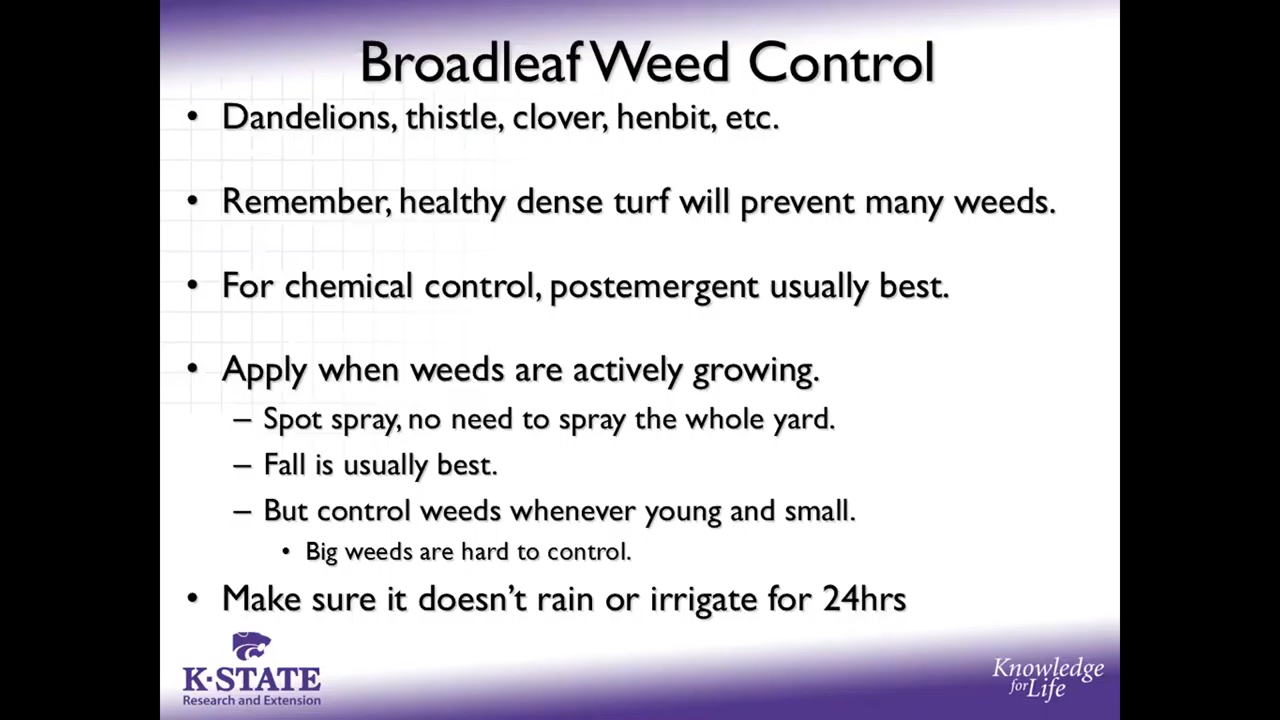 Broadleaf Weed Control
• Dandelions, thistle, clover, henbit, etc.
• Remember, healthy dense turf will prevent many weeds.
• For chemical control, postemergent usually best.
• Apply when weeds are actively growing.
– Spot spray, no need to spray the whole yard.
– Fall is usually best.
– But control weeds whenever young and small.
• Big weeds are hard to control.
• Make sure it doesn't rain or irrigate for 24hrs
K-STATE
Research and Extension
Knowledge
for Life